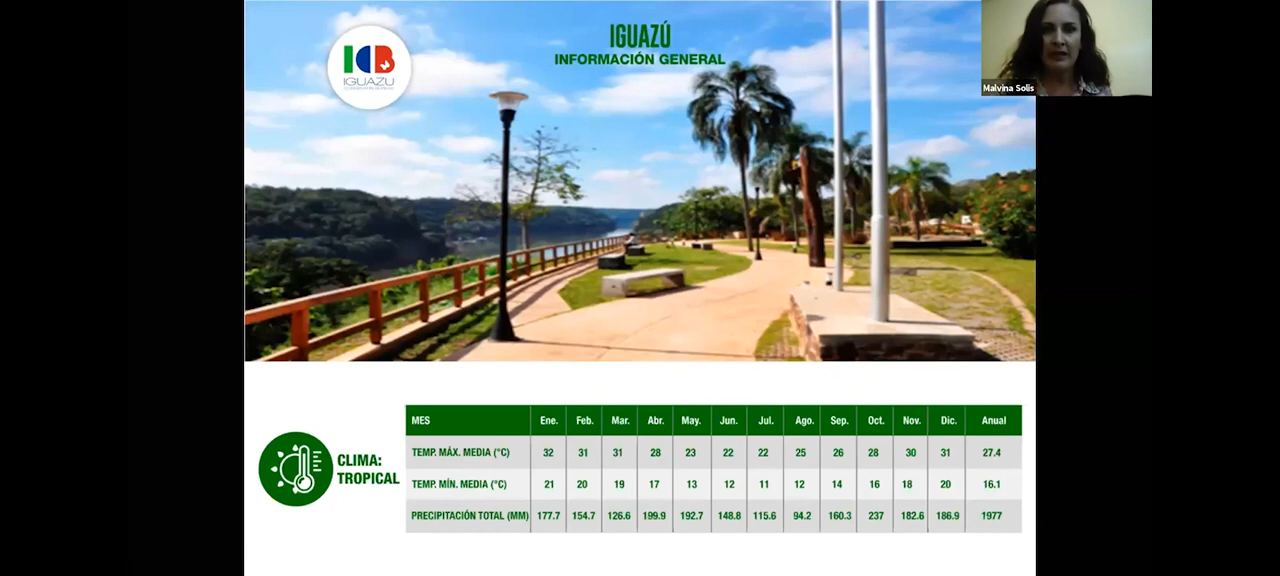 IGUAZÚ
INFORMACIÓN GENERAL
ICB
IGUAZU
Malvina Solis
CLIMA:
TROPICAL
MES Ene. Feb. Mar. Abr. May. Jun. Jul. Ago. Sep. Oct. Nov. Dic. Anual
TEMP. MÁX. MEDIA (°C) 32 31 31 28 23 22 22 25 26 28 30 31 27.4
TEMP. MÍN. MEDIA (°C) 21 20 19 17 13 12 11 12 14 16 18 20 16.1
PRECIPITACIÓN TOTAL (MM) 177.7 154.7 126.6 199.9 192.7 148.8 115.6 94.2 160.3 237 182.6 186.9 1977